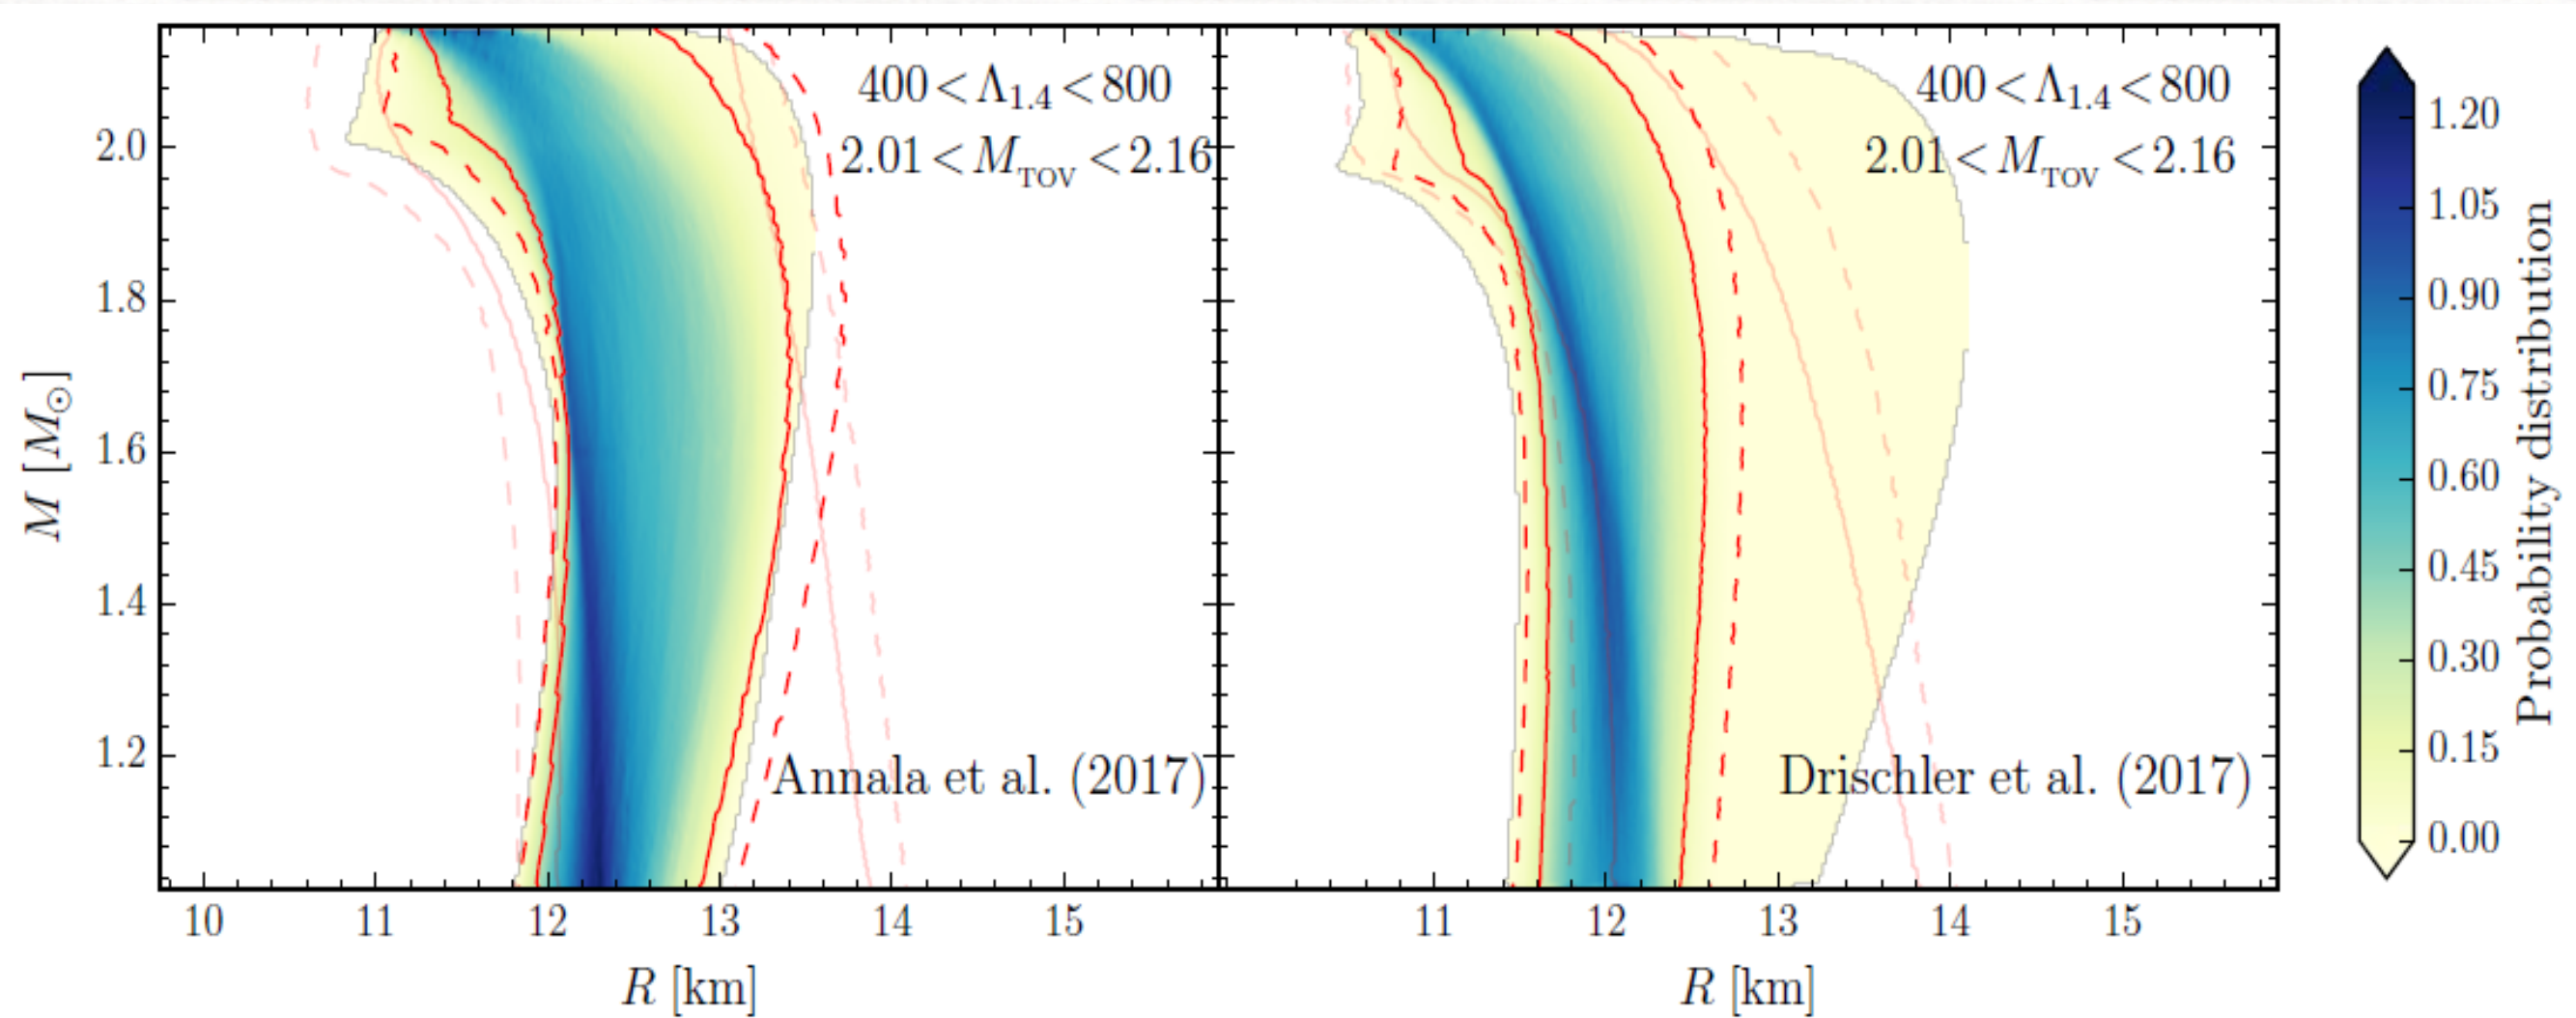 400 < Λ1.4 < 800
2.01 < MTOV < 2.16
Annala et al. (2017)
400 < Λ1.4 < 800
2.01 < MTOV < 2.16
Drischler et al. (2017)
M [M⊙]
2.0
1.8
1.6
1.4
1.2
10 11 12 13 14 15
R [km]
11 12 13 14 15
R [km]
1.20
1.05
0.90
0.75
0.60
0.45
0.30
0.15
0.00
Probability distribution